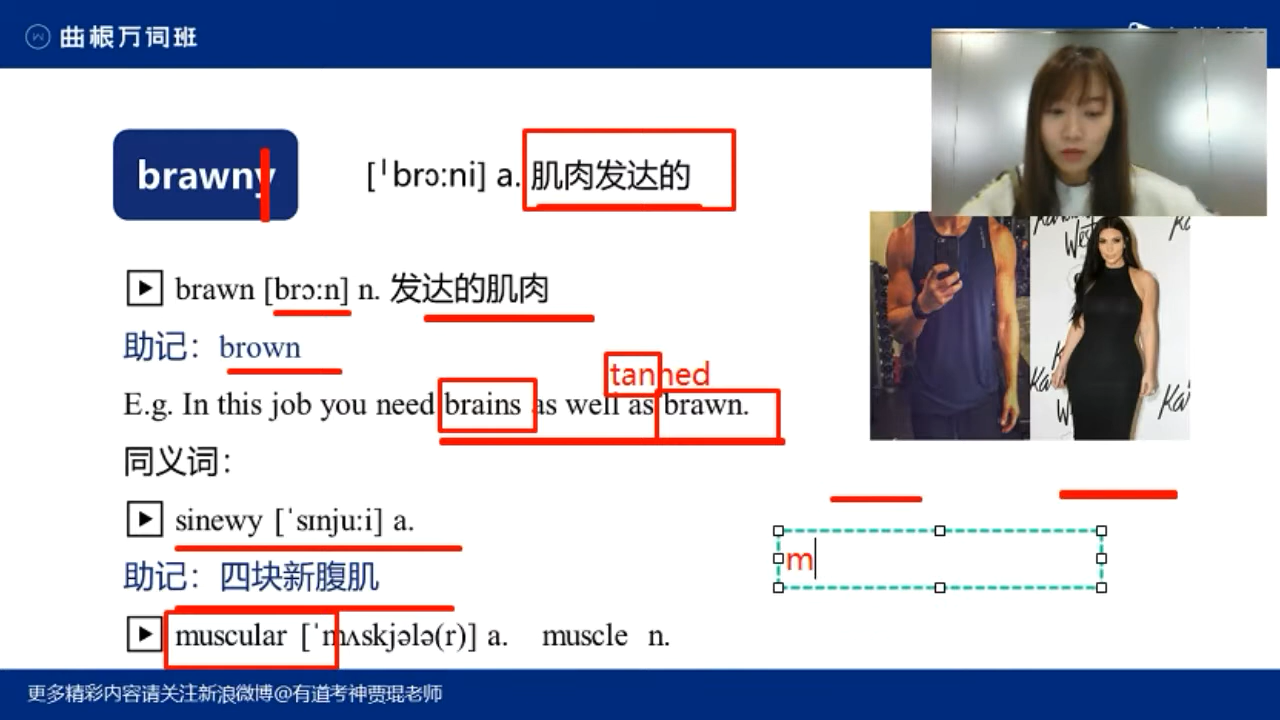 曲根万词班
brawny
['brɔ:ni] a. 肌肉发达的
brawn [brɔ:n] n. 发达的肌肉
助记：brown
tanned
E.g. In this job you need brains as well as brawn.
同义词：
sinewy [ˈsɪnju:i] a.
m
助记：四块新腹肌
muscular [ˈmʌskjələ(r)] a. muscle n.
更多精彩内容请关注新浪微博@有道考神贾琨老师